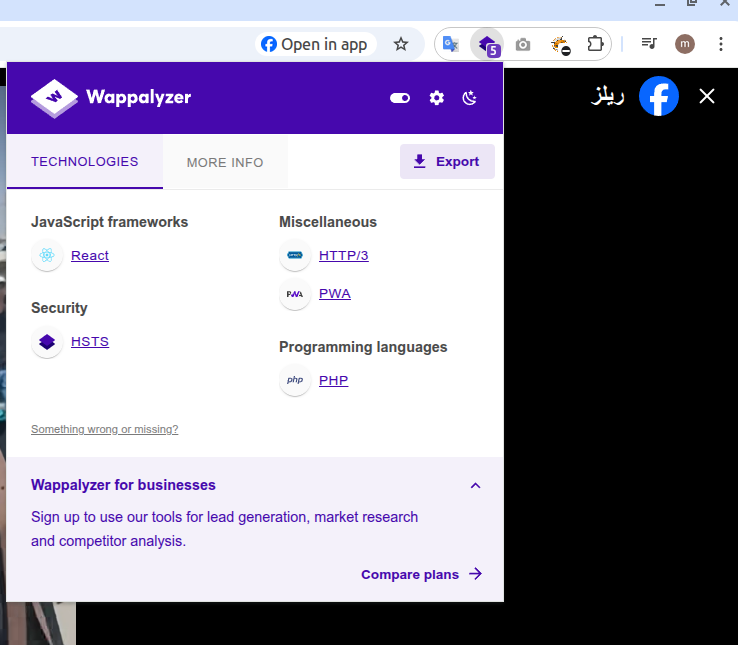 Open in app
5
m
Wappalyzer
ريلز
TECHNOLOGIES
MORE INFO
Export
JavaScript frameworks
React
Security
HSTS
Miscellaneous
HTTP/3
PWA
PWA
Programming languages
php
PHP
Something wrong or missing?
Wappalyzer for businesses
Sign up to use our tools for lead generation, market research
and competitor analysis.
Compare plans